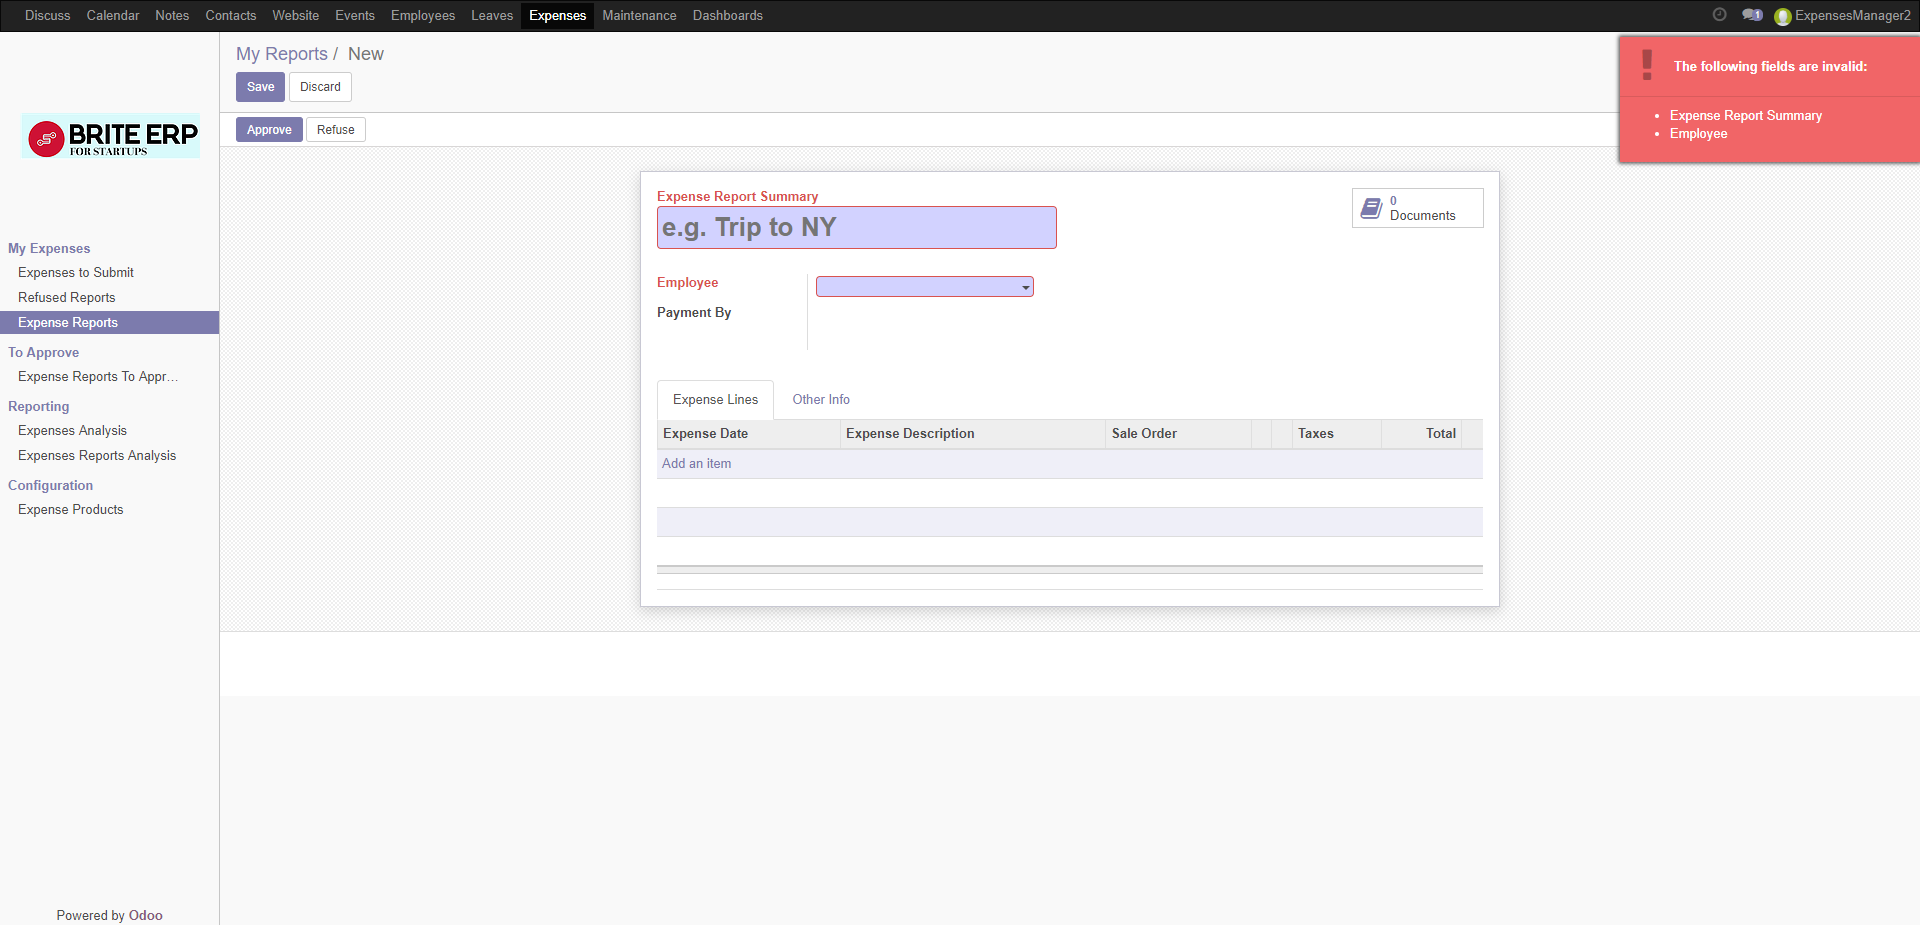 Discuss Calendar Notes Contacts Website Events Employees Leaves Expenses Maintenance Dashboards 1 ExpensesManager2
My Reports / New
Save Discard
Approve Refuse
The following fields are invalid:
Expense Report Summary
Employee
BRITE ERP
FOR STARTUPS
My Expenses
Expenses to Submit
Refused Reports
Expense Reports
To Approve
Expense Reports To Appr…
Reporting
Expenses Analysis
Expenses Reports Analysis
Configuration
Expense Products
Powered by Odoo
Expense Report Summary
e.g. Trip to NY
0
Documents
Employee
Payment By
Expense Lines Other Info
Expense Date Expense Description Sale Order Taxes Total
Add an item